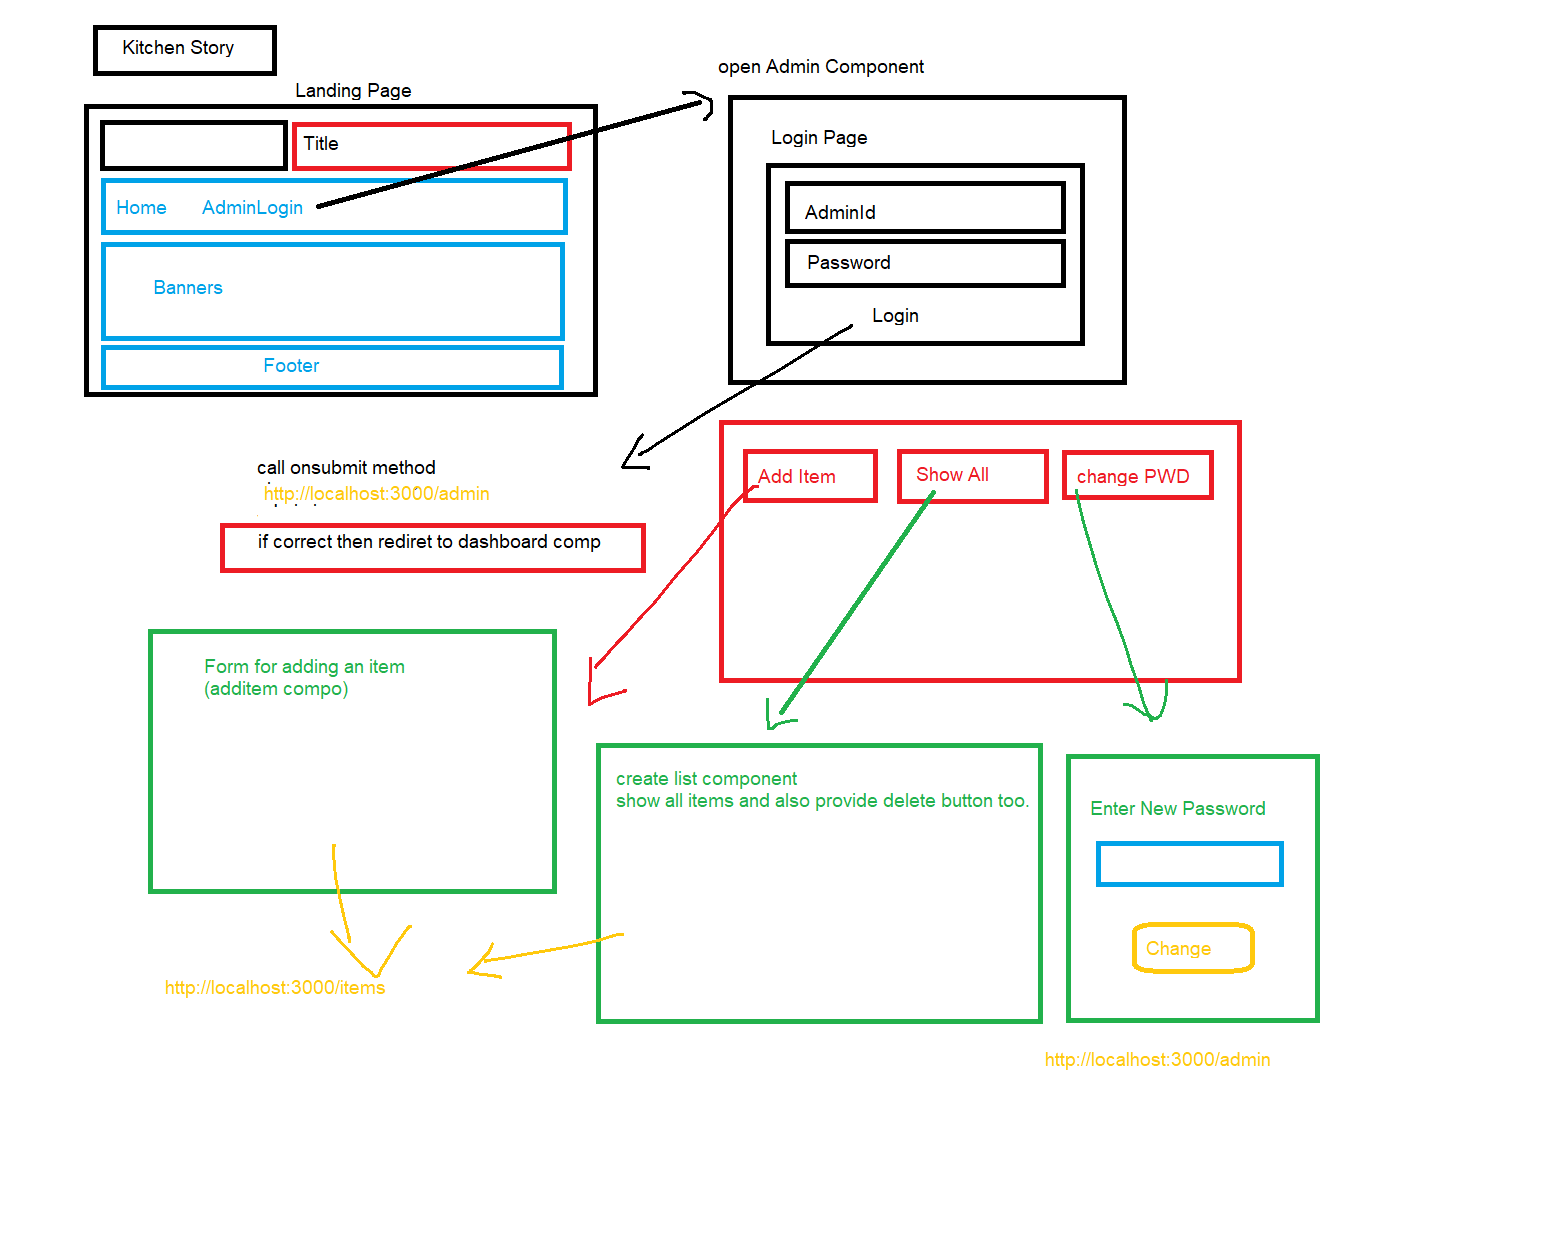 Kitchen Story
Landing Page
Title
Home AdminLogin
Banners
Footer
open Admin Component
Login Page
AdminId
Password
Login
call onsubmit method
http://localhost:3000/admin
if correct then rediret to dashboard comp
Add Item
Show All
change PWD
Form for adding an item
(additem compo)
http://localhost:3000/items
create list component
show all items and also provide delete button too.
Enter New Password
Change
http://localhost:3000/admin